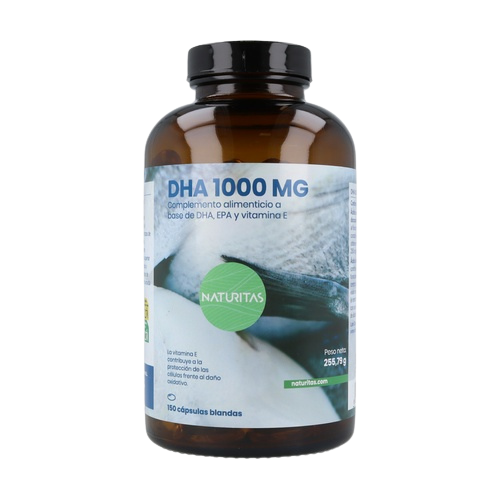 DHA 1000 MG
Complemento alimenticio a
base de DHA, EPA y vitamina E
NATURITAS
La vitamina E
contribuye a la
protección de las
células frente al daño
oxidativo.
Peso neto:
255,75 g
naturitas.com
150 cápsulas blandas